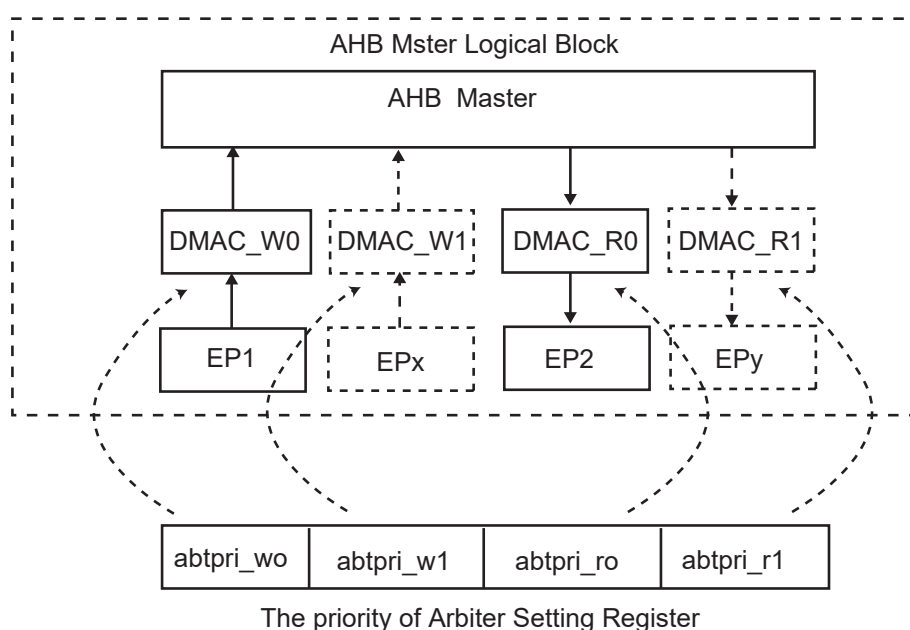 AHB Mster Logical Block
AHB Master
DMAC_W0 DMAC_W1 DMAC_R0 DMAC_R1
EP1 EPx EP2 EPy
abtpri_wo abtpri_w1 abtpri_ro abtpri_r1
The priority of Arbiter Setting Register